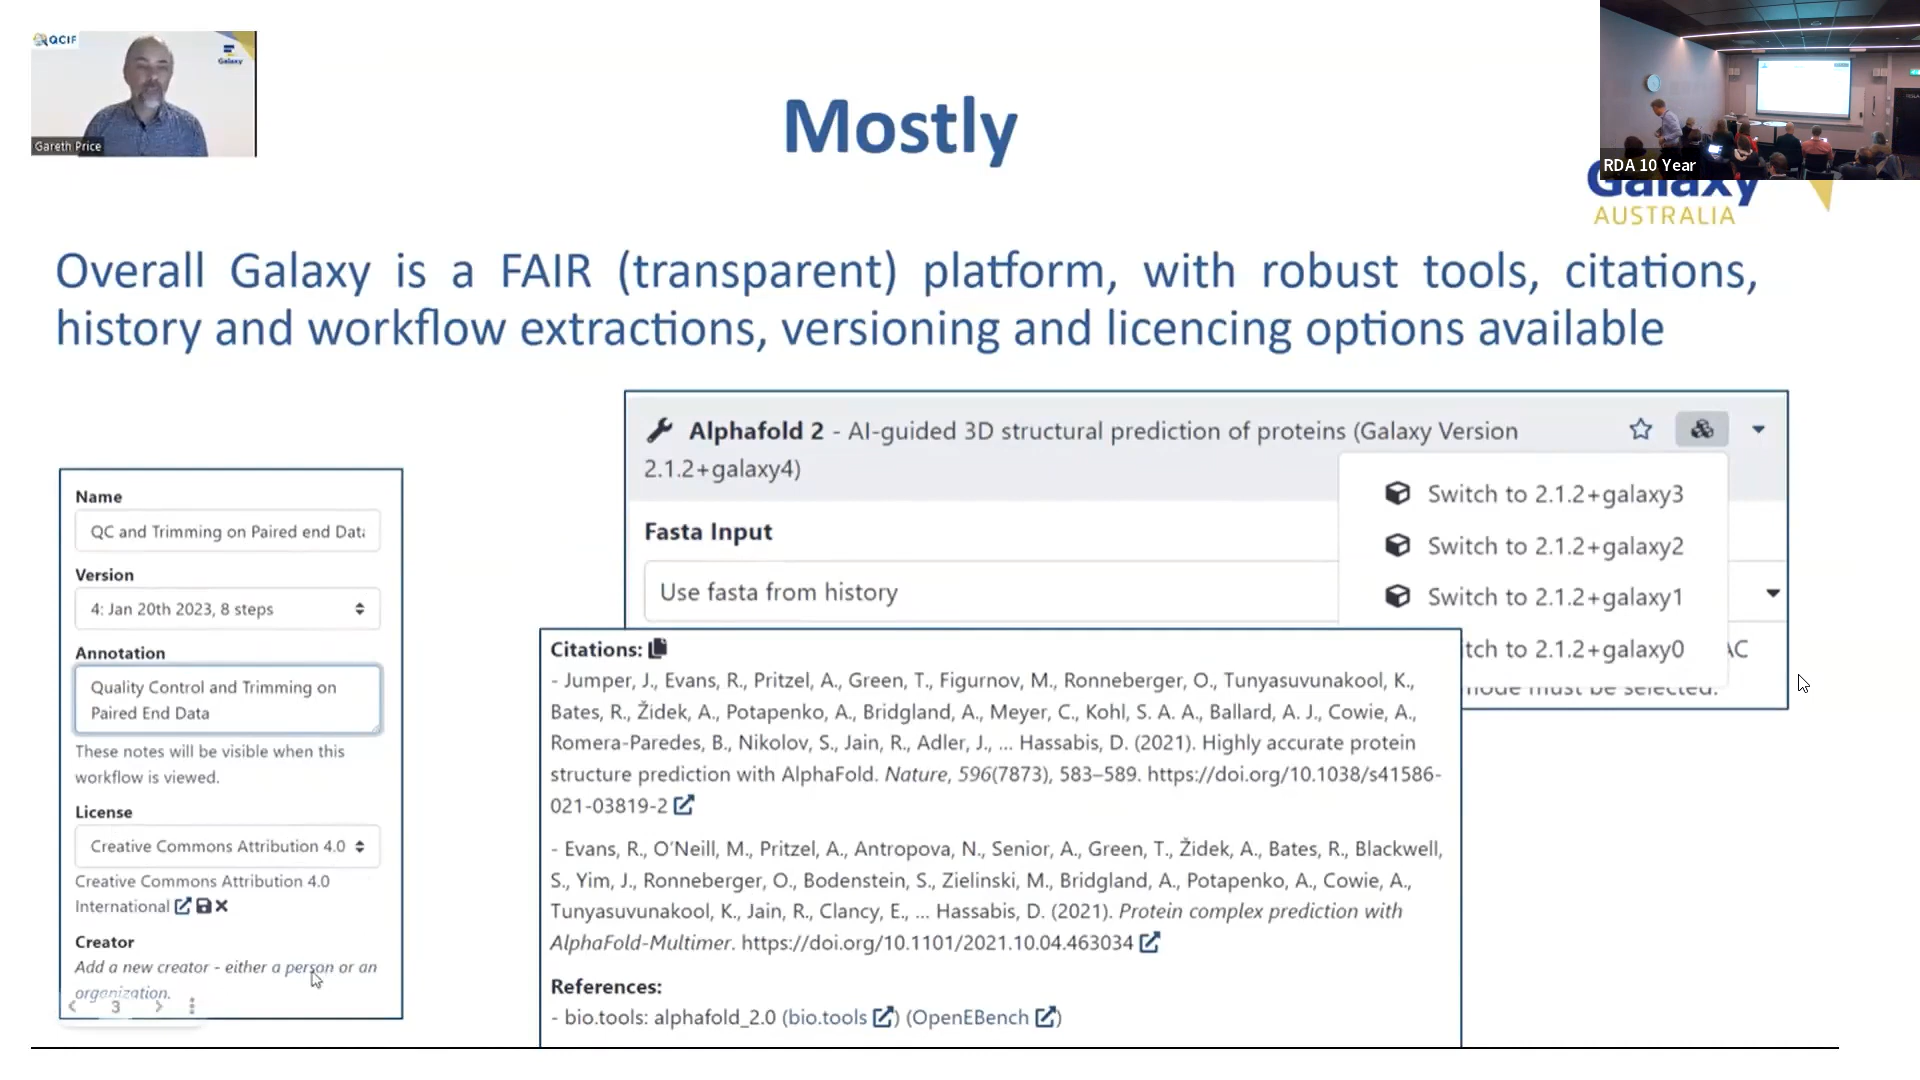 QCIF
Galaxy
Gareth Price
Mostly
RDA 10 Year
Galaxy
AUSTRALIA
Overall Galaxy is a FAIR (transparent) platform, with robust tools, citations,
history and workflow extractions, versioning and licencing options available
Name
QC and Trimming on Paired end Data
Version
4: Jan 20th 2023, 8 steps
Annotation
Quality Control and Trimming on
Paired End Data
These notes will be visible when this
workflow is viewed.
License
Creative Commons Attribution 4.0
Creative Commons Attribution 4.0
International
Creator
Add a new creator - either a person or an
organization.
3
Alphafold 2 - AI-guided 3D structural prediction of proteins (Galaxy Version
2.1.2+galaxy4)
Switch to 2.1.2+galaxy3
Fasta Input
Switch to 2.1.2+galaxy2
Use fasta from history
Switch to 2.1.2+galaxy1
tch to 2.1.2+galaxy0
AC
mode must be selected.
Citations:
- Jumper, J., Evans, R., Pritzel, A., Green, T., Figurnov, M., Ronneberger, O., Tunyasuvunakool, K.,
Bates, R., Žídek, A., Potapenko, A., Bridgland, A., Meyer, C., Kohl, S. A. A., Ballard, A. J., Cowie, A.,
Romera-Paredes, B., Nikolov, S., Jain, R., Adler, J., … Hassabis, D. (2021). Highly accurate protein
structure prediction with AlphaFold. Nature, 596(7873), 583–589. https://doi.org/10.1038/s41586-
021-03819-2
- Evans, R., O’Neill, M., Pritzel, A., Antropova, N., Senior, A., Green, T., Žídek, A., Bates, R., Blackwell,
S., Yim, J., Ronneberger, O., Bodenstein, S., Zielinski, M., Bridgland, A., Potapenko, A., Cowie, A.,
Tunyasuvunakool, K., Jain, R., Clancy, E., … Hassabis, D. (2021). Protein complex prediction with
AlphaFold-Multimer. https://doi.org/10.1101/2021.10.04.463034
References:
- bio.tools: alphafold_2.0 (bio.tools ) (OpenEBench )